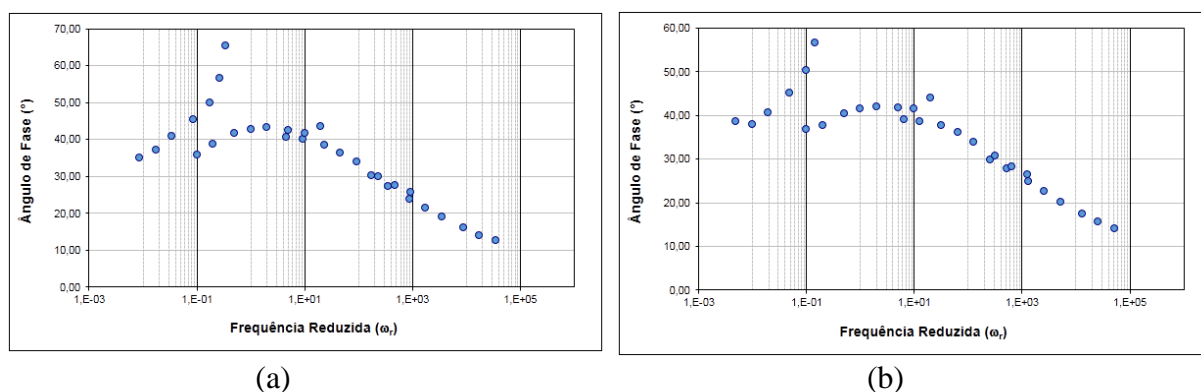 70,00
60,00
50,00
40,00
30,00
20,00
10,00
0,00
Ângulo de Fase (°)
1,E-03 1,E-01 1,E+01 1,E+03 1,E+05
Frequência Reduzida (ωᵣ)
(a)
60,00
50,00
40,00
30,00
20,00
10,00
0,00
Ângulo de Fase (°)
1,E-03 1,E-01 1,E+01 1,E+03 1,E+05
Frequência Reduzida (ωᵣ)
(b)